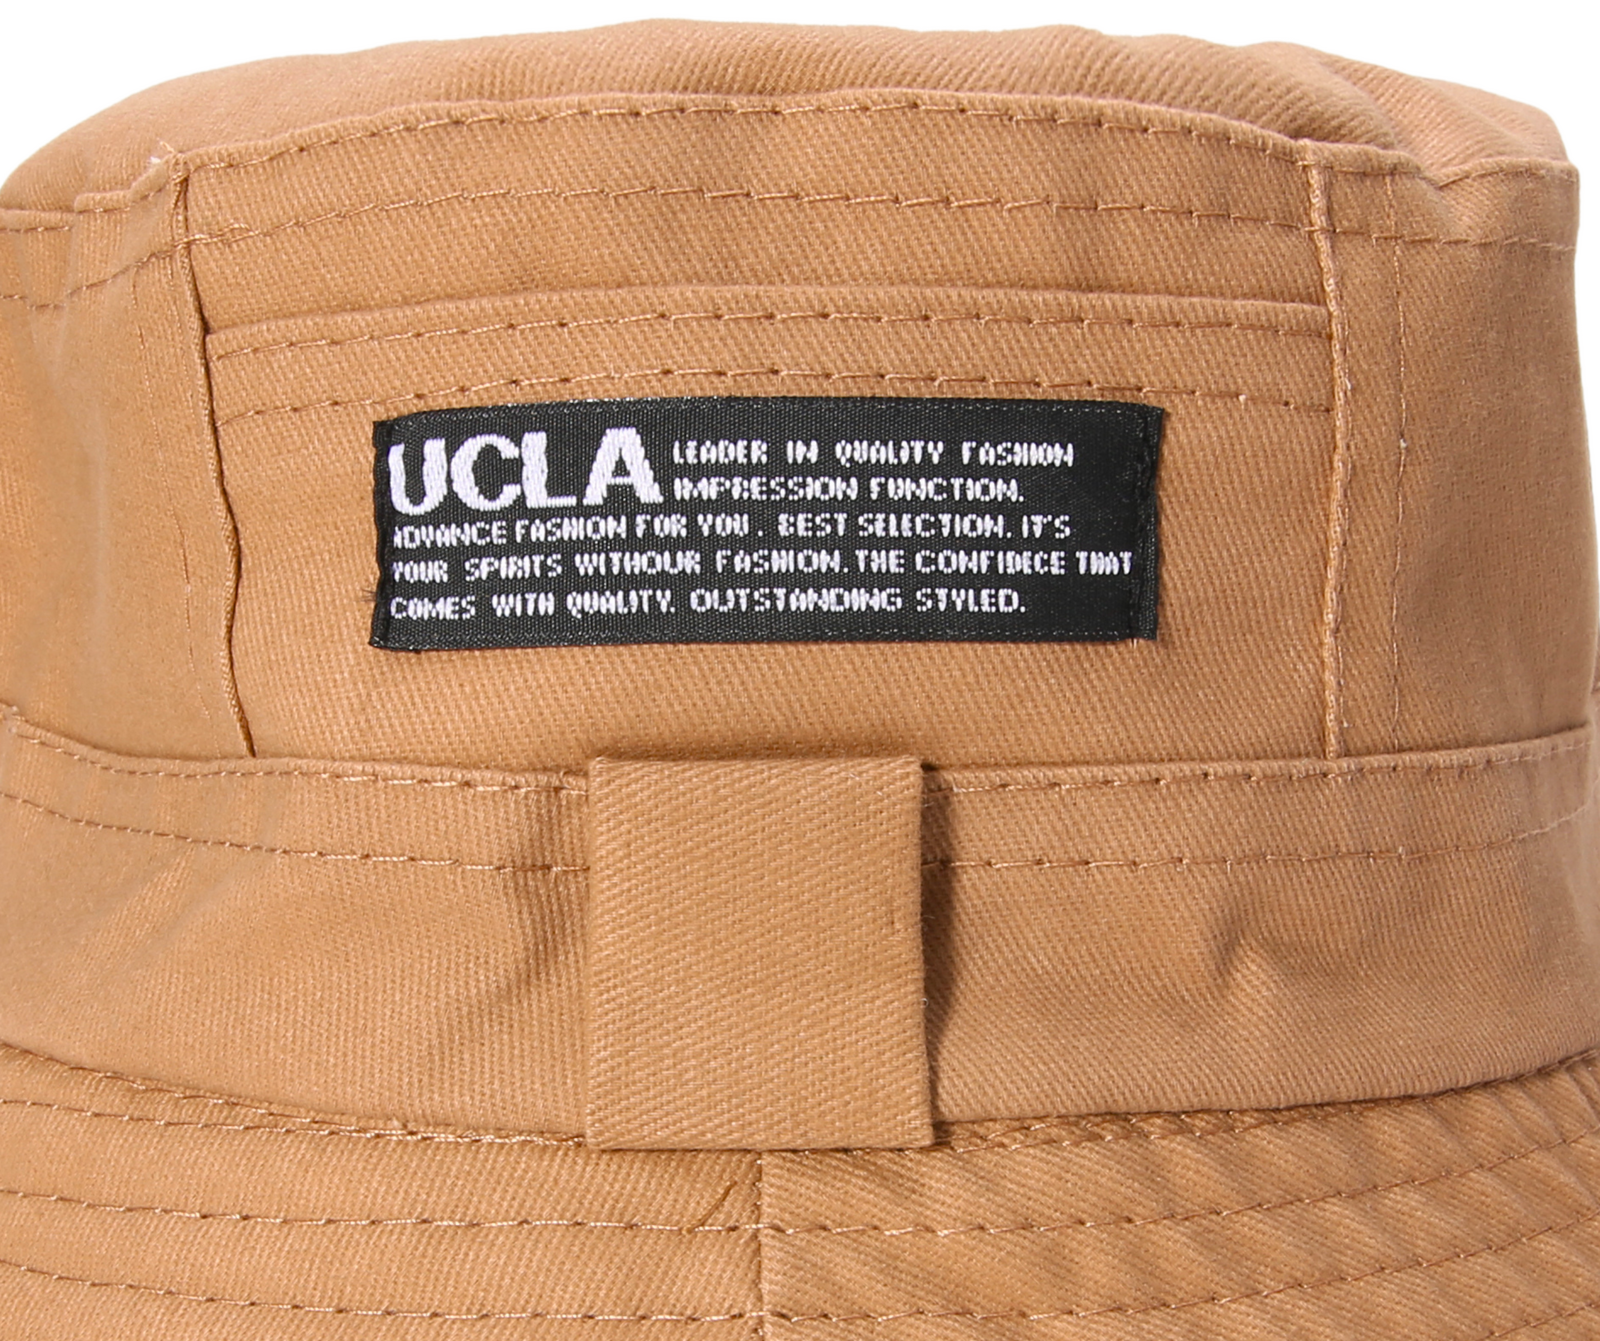 UCLA LEADER IN QUALITY FASHION
IMPRESSION FUNCTION.
ADVANCE FASHION FOR YOU. BEST SELECTION. IT'S
YOUR SPIRITS WITHOUR FASHION. THE CONFIDECE THAT
COMES WITH QUALITY. OUTSTANDING STYLED.